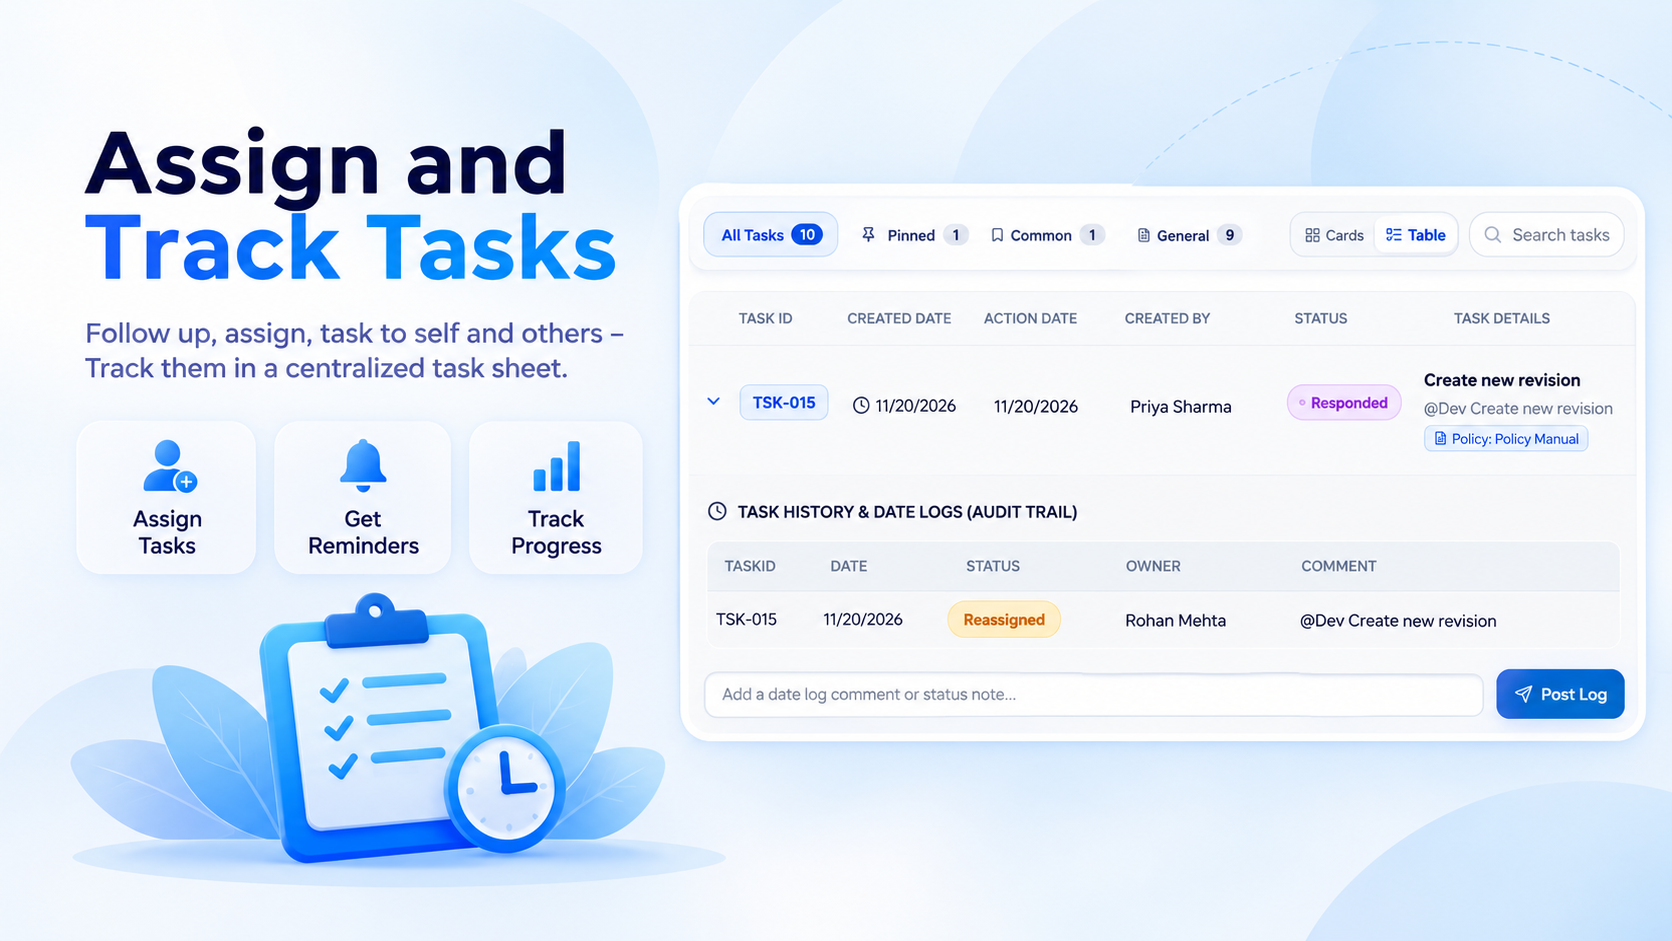 Assign and
Track Tasks
Follow up, assign, task to self and others –
Track them in a centralized task sheet.
Assign
Tasks
Get
Reminders
Track
Progress
All Tasks 10 Pinned 1 Common 1 General 9 Cards Table Search tasks
TASK ID CREATED DATE ACTION DATE CREATED BY STATUS TASK DETAILS
TSK-015 11/20/2026 11/20/2026 Priya Sharma Responded Create new revision
@Dev Create new revision
Policy: Policy Manual
TASK HISTORY & DATE LOGS (AUDIT TRAIL)
TASKID DATE STATUS OWNER COMMENT
TSK-015 11/20/2026 Reassigned Rohan Mehta @Dev Create new revision
Add a date log comment or status note... Post Log